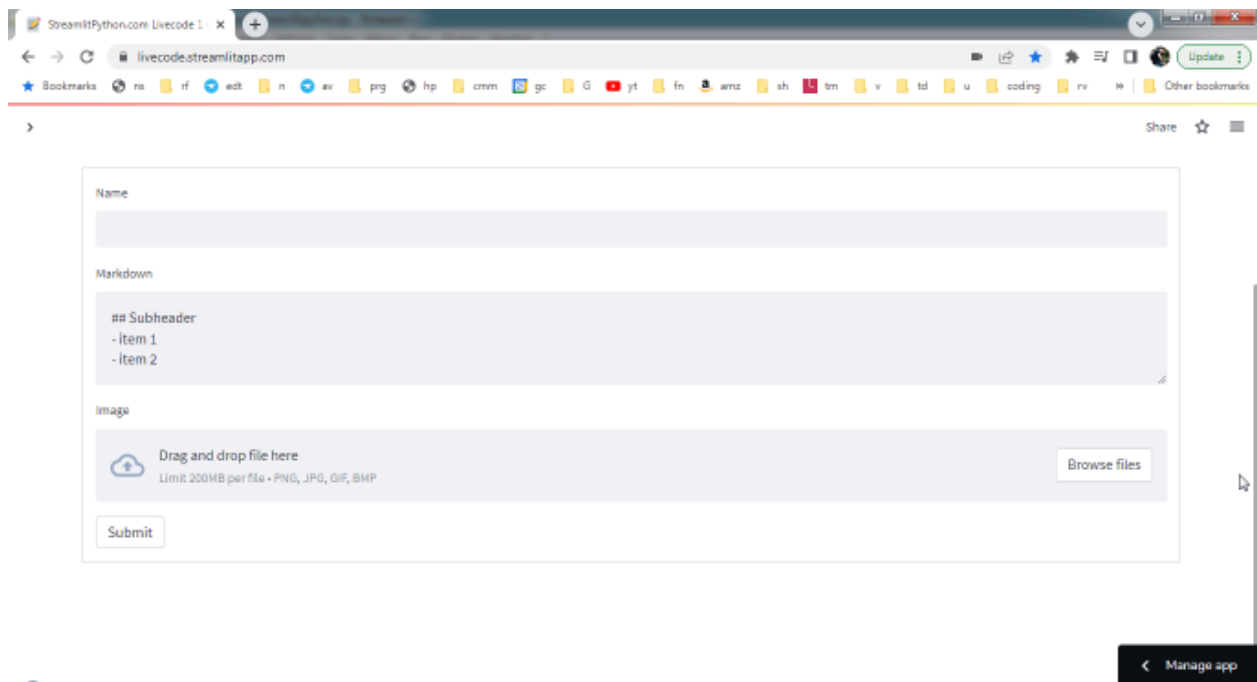 StreamlitPython.com Livecode 1
livecode.streamlitapp.com
Update
Bookmarks ns rf edt n av prg hp cmm gc G yt fn amz sh tm v td u coding rv » Other bookmarks
Share
Name
Markdown
## Subheader
- item 1
- item 2
Image
Drag and drop file here
Limit 200MB per file • PNG, JPG, GIF, BMP
Browse files
Submit
Manage app